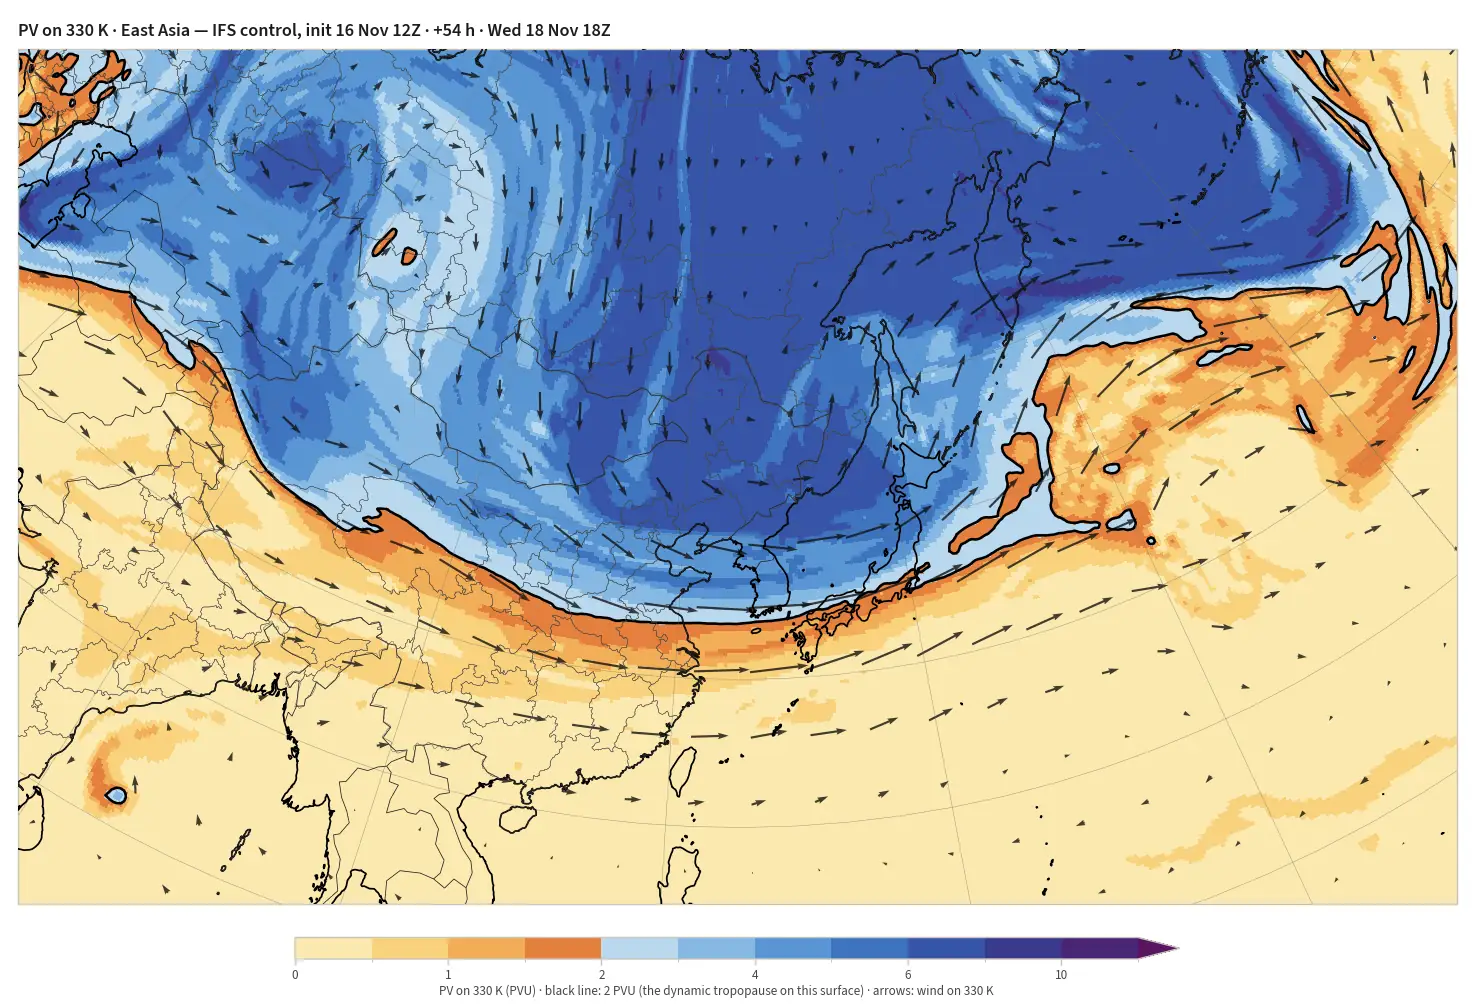 PV on 330 K · East Asia — IFS control, init 16 Nov 12Z · +54 h · Wed 18 Nov 18Z
0 1 2 4 6 10
PV on 330 K (PVU) · black line: 2 PVU (the dynamic tropopause on this surface) · arrows: wind on 330 K